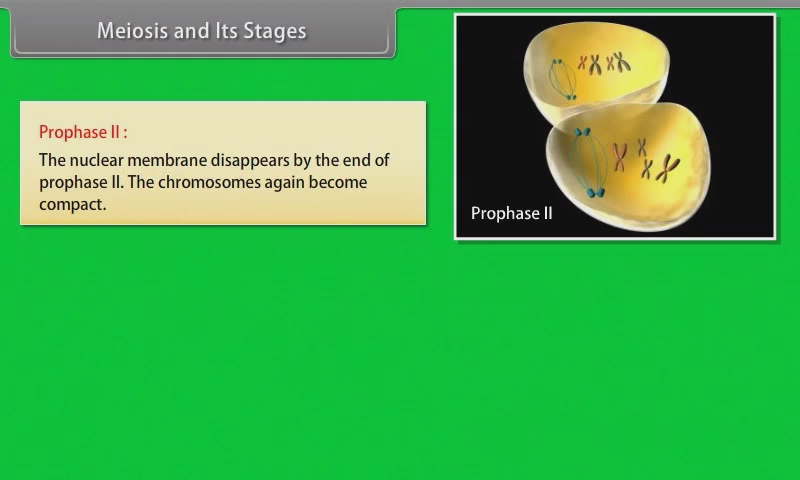 Meiosis and Its Stages
Prophase II :
The nuclear membrane disappears by the end of
prophase II. The chromosomes again become
compact.
Prophase II